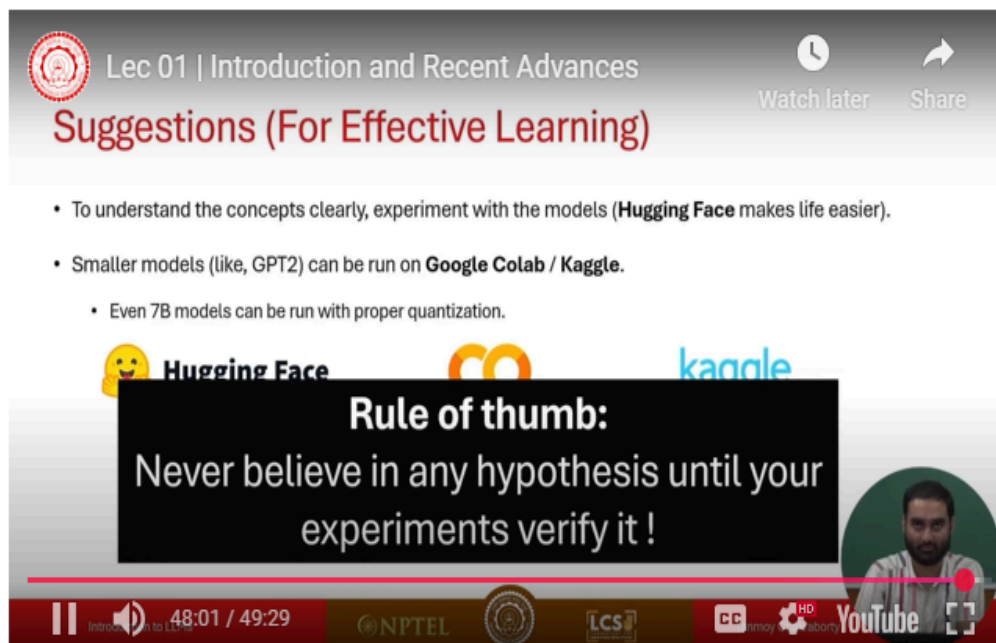 Lec 01 | Introduction and Recent Advances
Watch later
Share
Suggestions (For Effective Learning)
• To understand the concepts clearly, experiment with the models (Hugging Face makes life easier).
• Smaller models (like, GPT2) can be run on Google Colab / Kaggle.
• Even 7B models can be run with proper quantization.
Hugging Face
kaggle
Rule of thumb:
Never believe in any hypothesis until your
experiments verify it !
48:01 / 49:29
NPTEL
LCS
CC
HD
YouTube